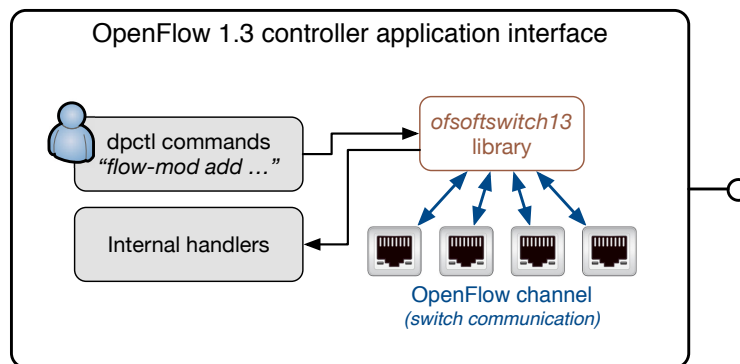 OpenFlow 1.3 controller application interface
dpctl commands
“flow-mod add …”
ofsoftswitch13
library
Internal handlers
OpenFlow channel
(switch communication)